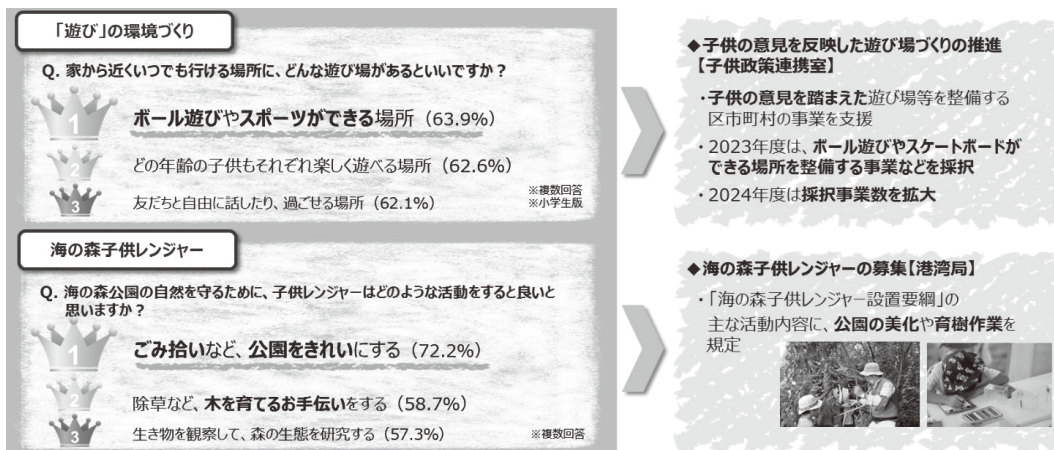 「遊び」の環境づくり
Q. 家から近くいつでも行ける場所に、どんな遊び場があるといいですか？
1
ボール遊びやスポーツができる場所（63.9%）
2
どの年齢の子供もそれぞれ楽しく遊べる場所（62.6%）
3
友だちと自由に話したり、過ごせる場所（62.1%）
※複数回答
※小学生版
◆子供の意見を反映した遊び場づくりの推進
【子供政策連携室】
・子供の意見を踏まえた遊び場等を整備する
区市町村の事業を支援
・2023年度は、ボール遊びやスケートボードが
できる場所を整備する事業などを採択
・2024年度は採択事業数を拡大
海の森子供レンジャー
Q. 海の森公園の自然を守るために、子供レンジャーはどのような活動をすると良いと
思いますか？
1
ごみ拾いなど、公園をきれいにする（72.2%）
2
除草など、木を育てるお手伝いをする（58.7%）
3
生き物を観察して、森の生態を研究する（57.3%）
※複数回答
◆海の森子供レンジャーの募集【港湾局】
・「海の森子供レンジャー設置要綱」の
主な活動内容に、公園の美化や育樹作業を
規定